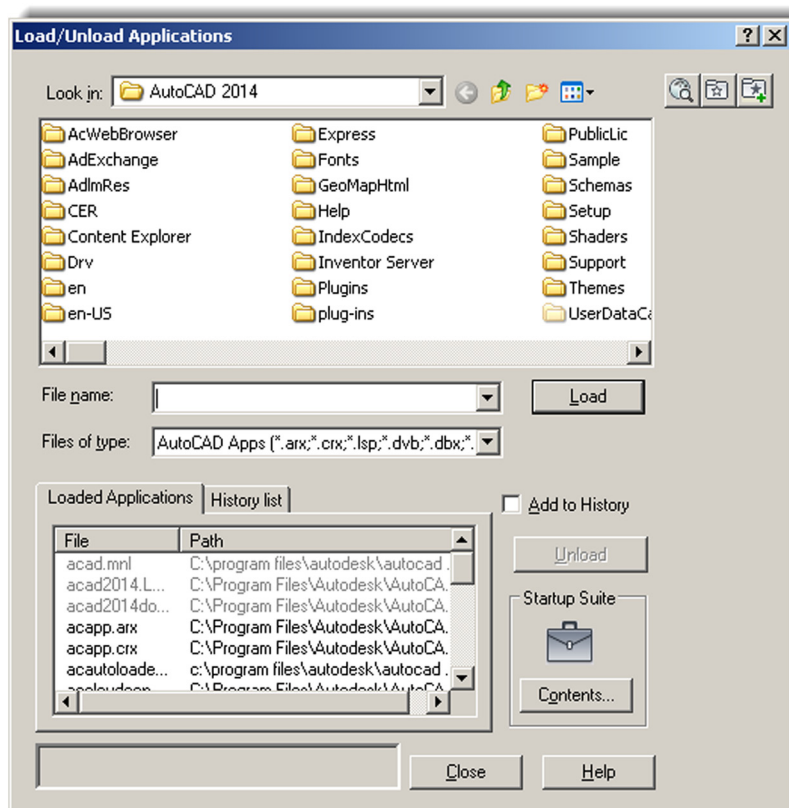 Load/Unload Applications
Look in: AutoCAD 2014
AcWebBrowser Express PublicLic
AdExchange Fonts Sample
AdlmRes GeoMapHtml Schemas
CER Help Setup
Content Explorer IndexCodecs Shaders
Drv Inventor Server Support
en Plugins Themes
en-US plug-ins UserDataCa
File name: Load
Files of type: AutoCAD Apps (*.arx;*.crx;*.lsp;*.dvb;*.dbx;*.
Loaded Applications History list Add to History
File Path
acad.mnl C:\program files\autodesk\autocad . Unload
acad2014.L... C:\Program Files\Autodesk\AutoCA.
acad2014do... C:\Program Files\Autodesk\AutoCA. Startup Suite
acapp.arx C:\Program Files\Autodesk\AutoCA.
acapp.crx C:\Program Files\Autodesk\AutoCA.
acautoloade... c:\program files\autodesk\autocad .
C:\Program Files\Autodesk\AutoCA. Contents...
Close Help